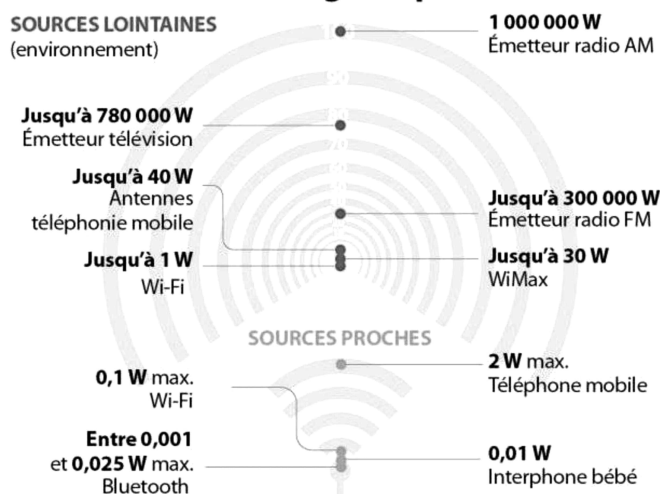 SOURCES LOINTAINES
(environnement)
1 000 000 W
Émetteur radio AM
Jusqu'à 780 000 W
Émetteur télévision
Jusqu'à 40 W
Antennes
téléphonie mobile
Jusqu'à 300 000 W
Émetteur radio FM
Jusqu'à 1 W
Wi-Fi
Jusqu'à 30 W
WiMax
SOURCES PROCHES
2 W max.
Téléphone mobile
0,1 W max.
Wi-Fi
Entre 0,001
et 0,025 W max.
Bluetooth
0,01 W
Interphone bébé